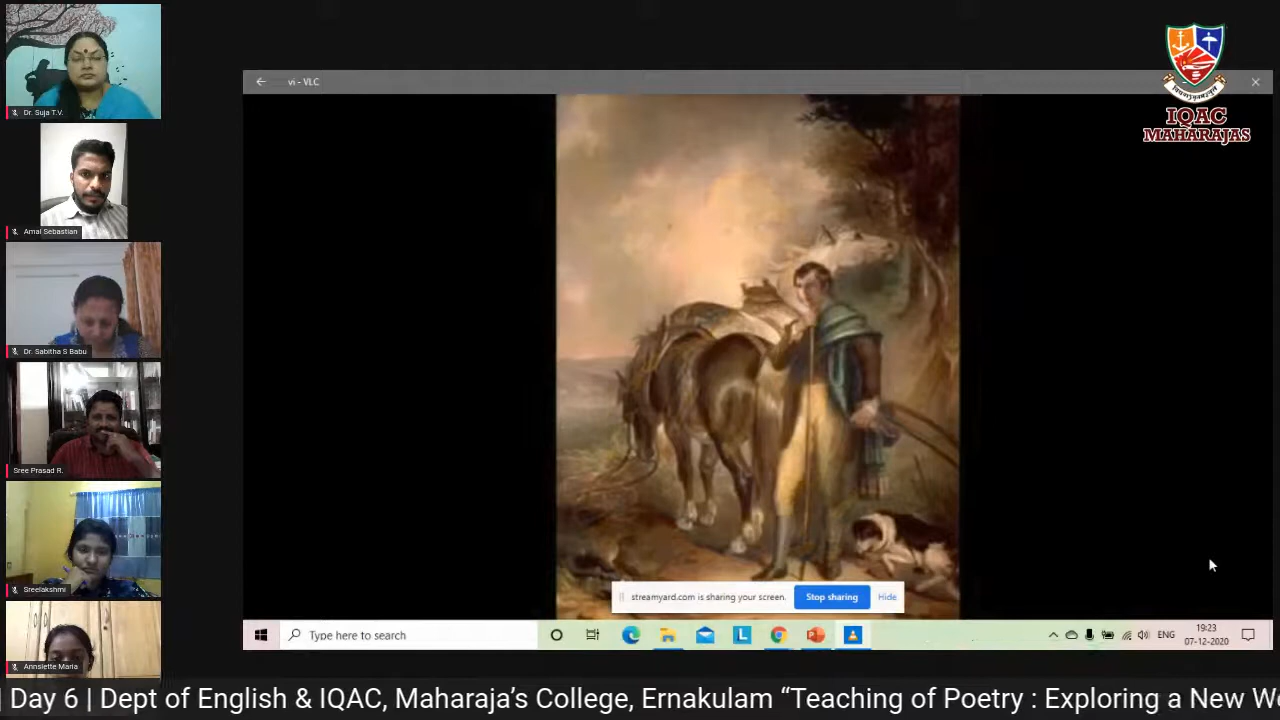 Dr. Suja T.V.
Amal Sebastian
Dr. Sabitha S Babu
Sree Prasad R.
Sreelakshmi
Annsiette Maria
vi - VLC
IQAC
MAHARAJAS
streamyard.com is sharing your screen.
Stop sharing
Hide
Type here to search
ENG
19:23
07-12-2020
| Day 6 | Dept of English & IQAC, Maharaja's College, Ernakulam “Teaching of Poetry : Exploring a New Wo